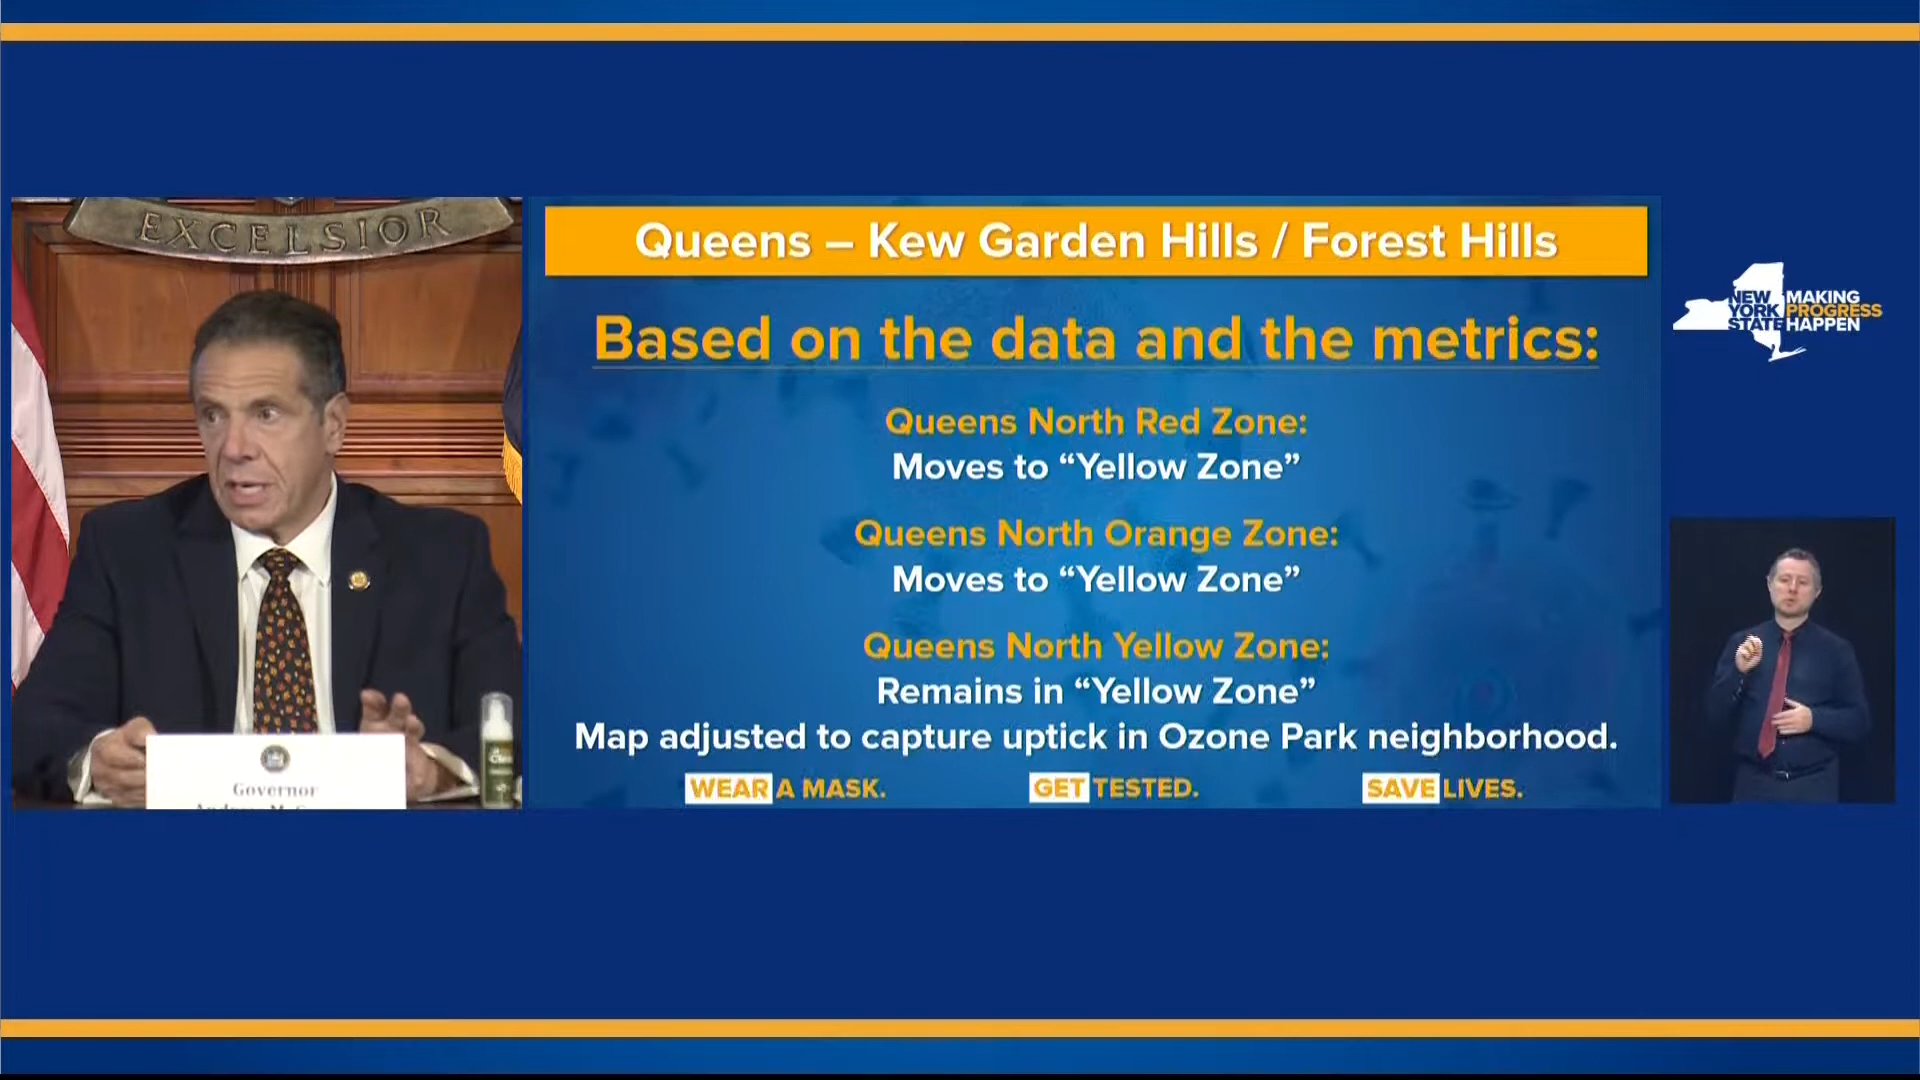 EXCELSIOR
Governor
Queens – Kew Garden Hills / Forest Hills
Based on the data and the metrics:
Queens North Red Zone:
Moves to “Yellow Zone”
Queens North Orange Zone:
Moves to “Yellow Zone”
Queens North Yellow Zone:
Remains in “Yellow Zone”
Map adjusted to capture uptick in Ozone Park neighborhood.
WEAR A MASK. GET TESTED. SAVE LIVES.
NEW YORK STATE
MAKING PROGRESS HAPPEN